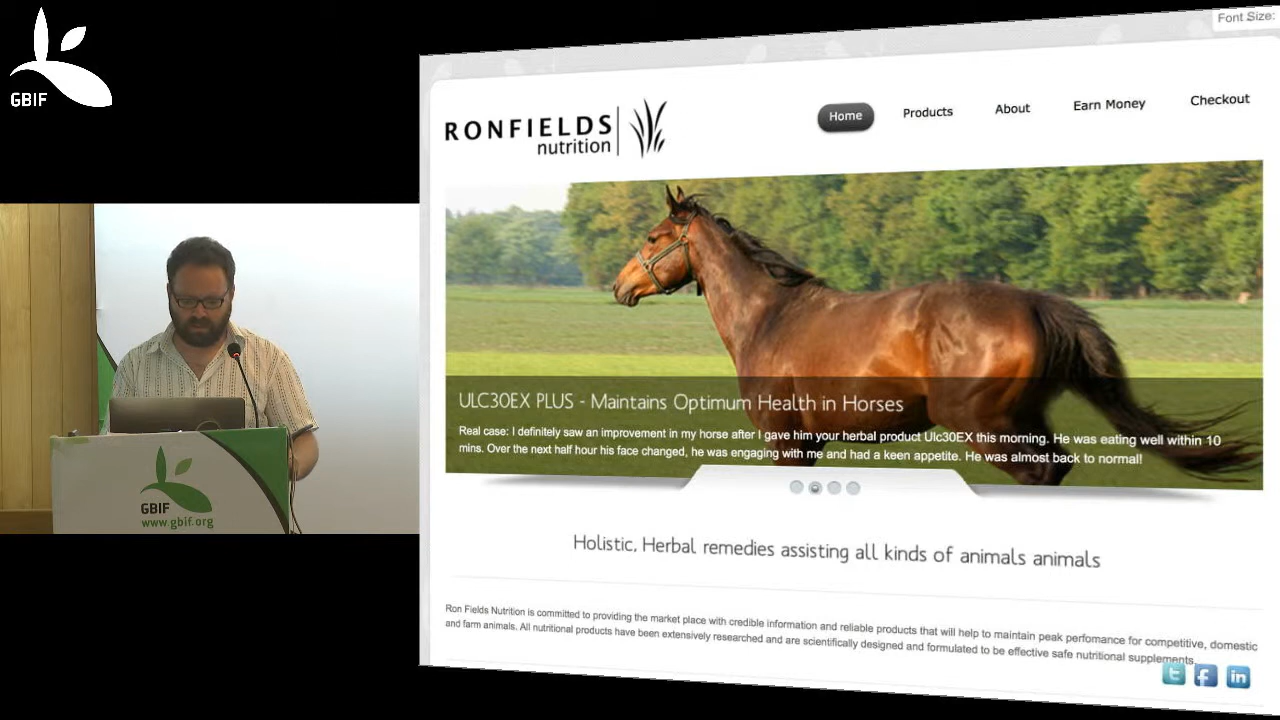 GBIF
Font Size:
RONFIELDS
nutrition
Home
Products
About
Earn Money
Checkout
ULC30EX PLUS - Maintains Optimum Health in Horses
Real case: I definitely saw an improvement in my horse after I gave him your herbal product Ulc30EX this morning. He was eating well within 10
mins. Over the next half hour his face changed, he was engaging with me and had a keen appetite. He was almost back to normal!
Holistic, Herbal remedies assisting all kinds of animals animals
Ron Fields Nutrition is committed to providing the market place with credible information and reliable products that will help to maintain peak perfomance for competitive, domestic
and farm animals. All nutritional products have been extensively researched and are scientifically designed and formulated to be effective safe nutritional supplements.
t f in
GBIF
www.gbif.org